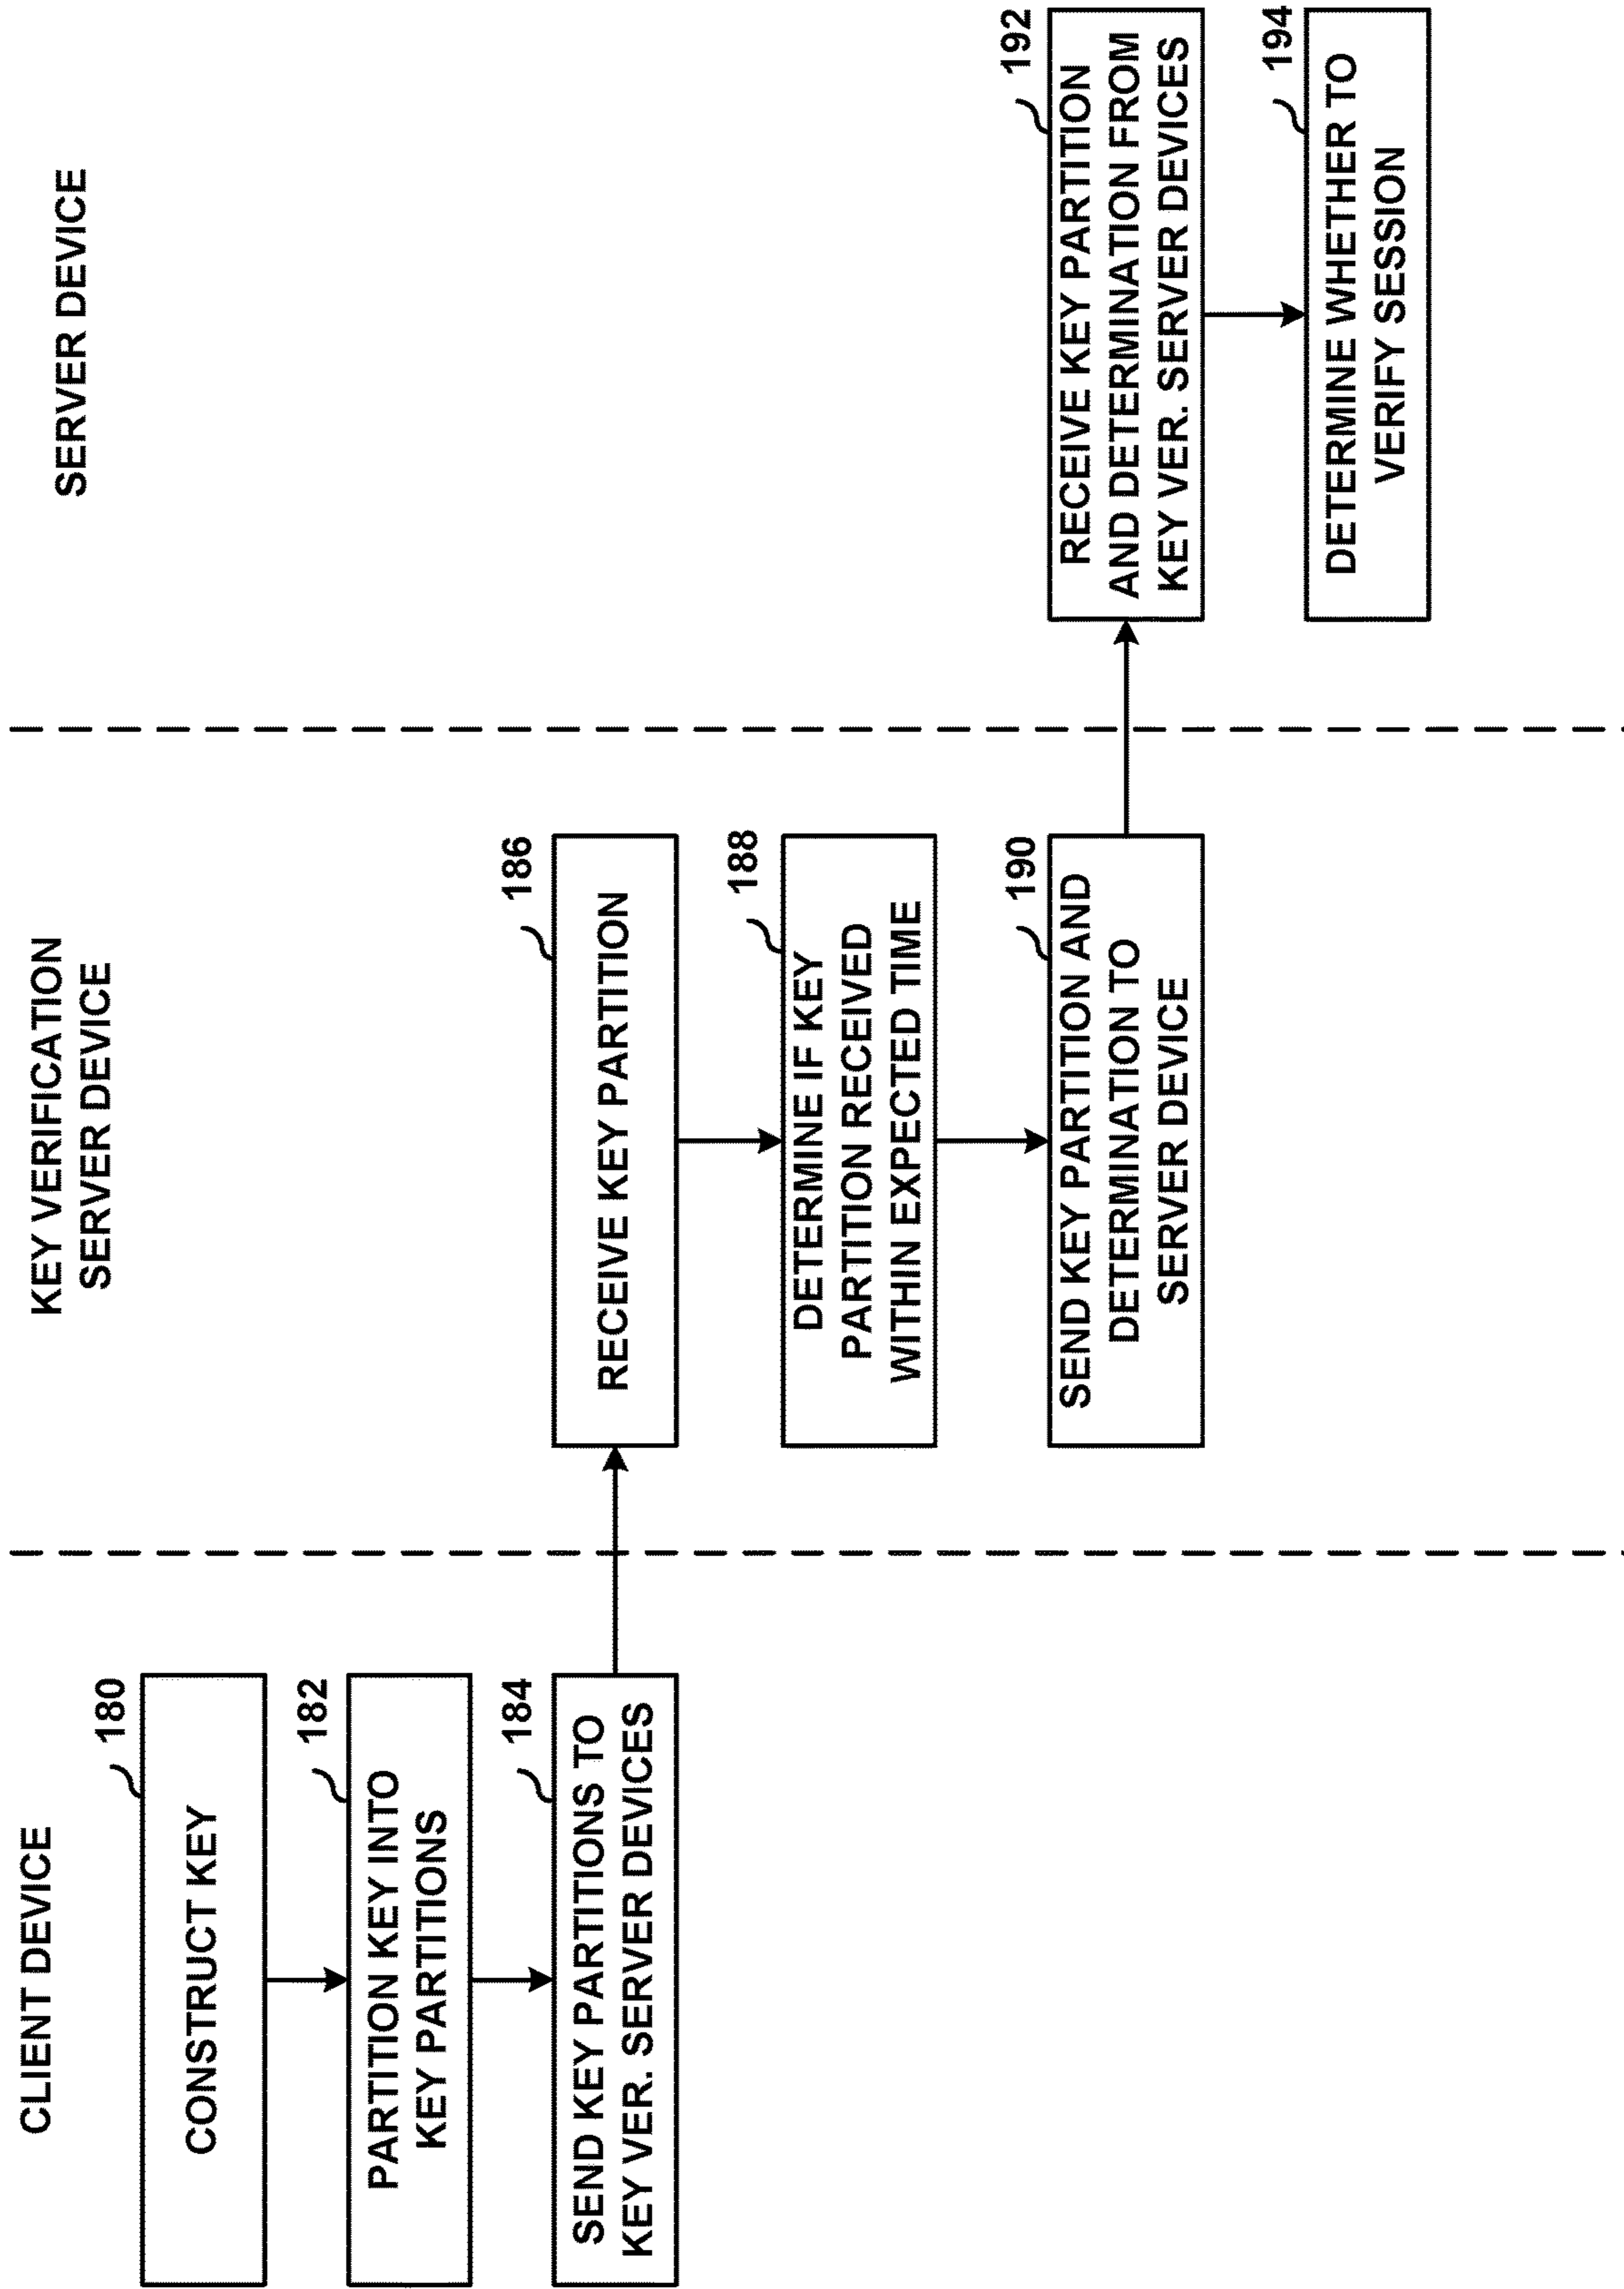 CLIENT DEVICE
180
CONSTRUCT KEY
182
PARTITION KEY INTO
KEY PARTITIONS
184
SEND KEY PARTITIONS TO
KEY VER. SERVER DEVICES
KEY VERIFICATION
SERVER DEVICE
186
RECEIVE KEY PARTITION
188
DETERMINE IF KEY
PARTITION RECEIVED
WITHIN EXPECTED TIME
190
SEND KEY PARTITION AND
DETERMINATION TO
SERVER DEVICE
SERVER DEVICE
192
RECEIVE KEY PARTITION
AND DETERMINATION FROM
KEY VER. SERVER DEVICES
194
DETERMINE WHETHER TO
VERIFY SESSION